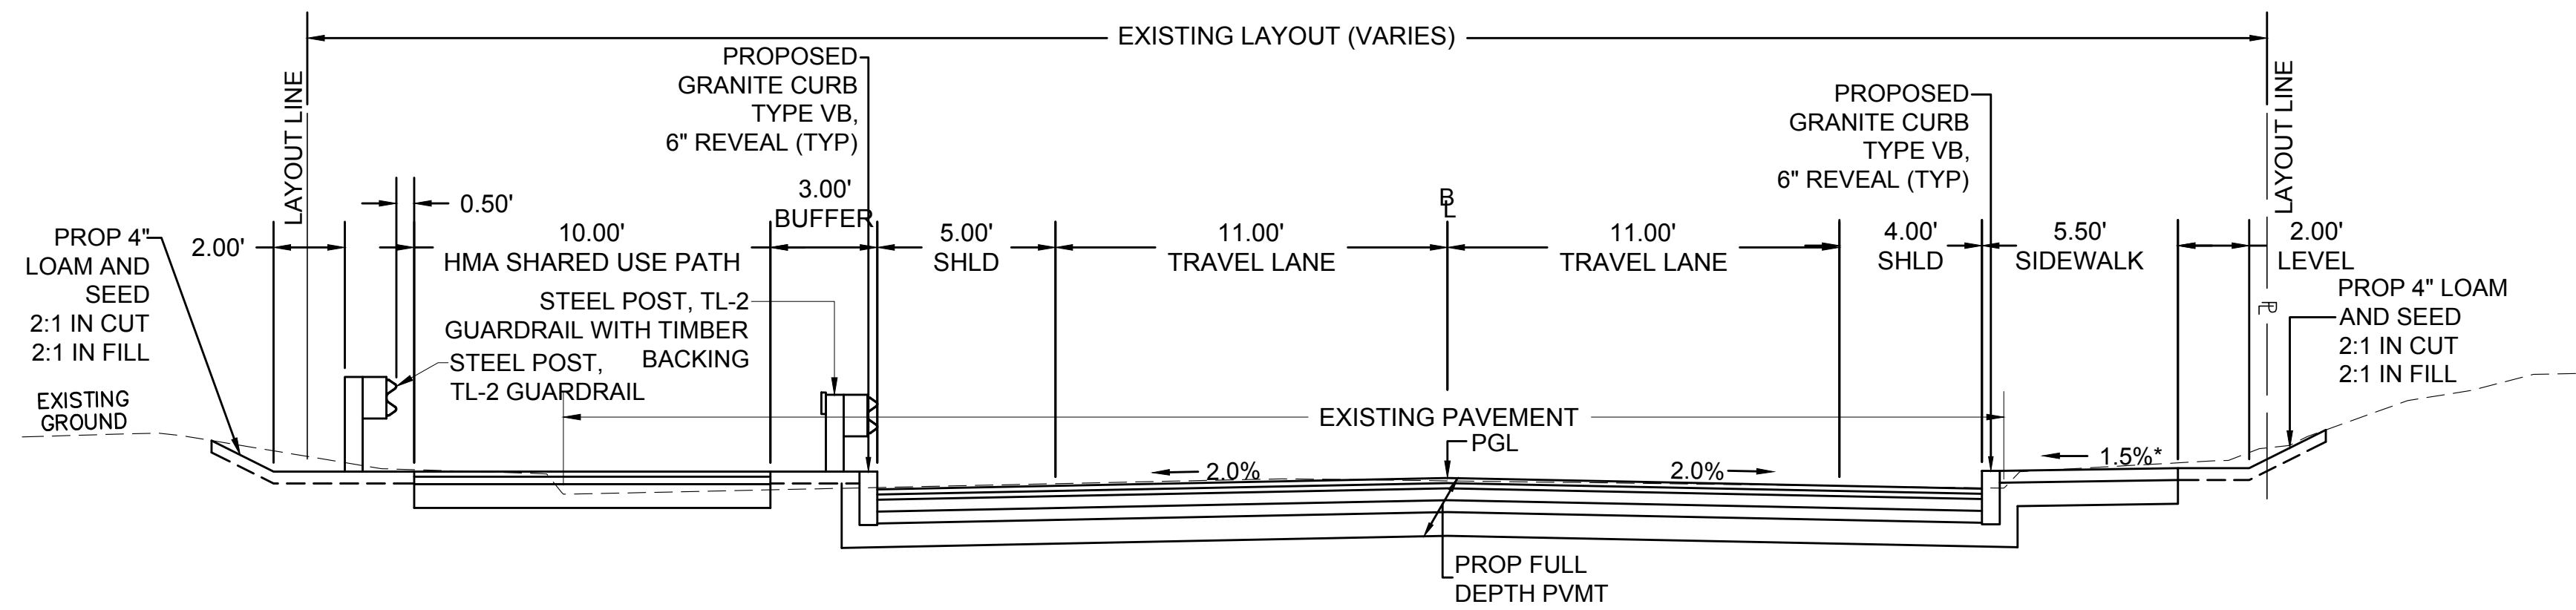 EXISTING LAYOUT (VARIES)
LAYOUT LINE
PROPOSED
GRANITE CURB
TYPE VB,
6" REVEAL (TYP)
PROPOSED
GRANITE CURB
TYPE VB,
6" REVEAL (TYP)
LAYOUT LINE
PROP 4"
LOAM AND
SEED
2:1 IN CUT
2:1 IN FILL
2.00'
0.50'
10.00'
HMA SHARED USE PATH
3.00'
BUFFER
5.00'
SHLD
11.00'
TRAVEL LANE
BL
11.00'
TRAVEL LANE
4.00'
SHLD
5.50'
SIDEWALK
2.00'
LEVEL
PL
PROP 4" LOAM
AND SEED
2:1 IN CUT
2:1 IN FILL
STEEL POST, TL-2
GUARDRAIL WITH TIMBER
BACKING
STEEL POST,
TL-2 GUARDRAIL
EXISTING
GROUND
EXISTING PAVEMENT
PGL
2.0%
2.0%
1.5%*
PROP FULL
DEPTH PVMT